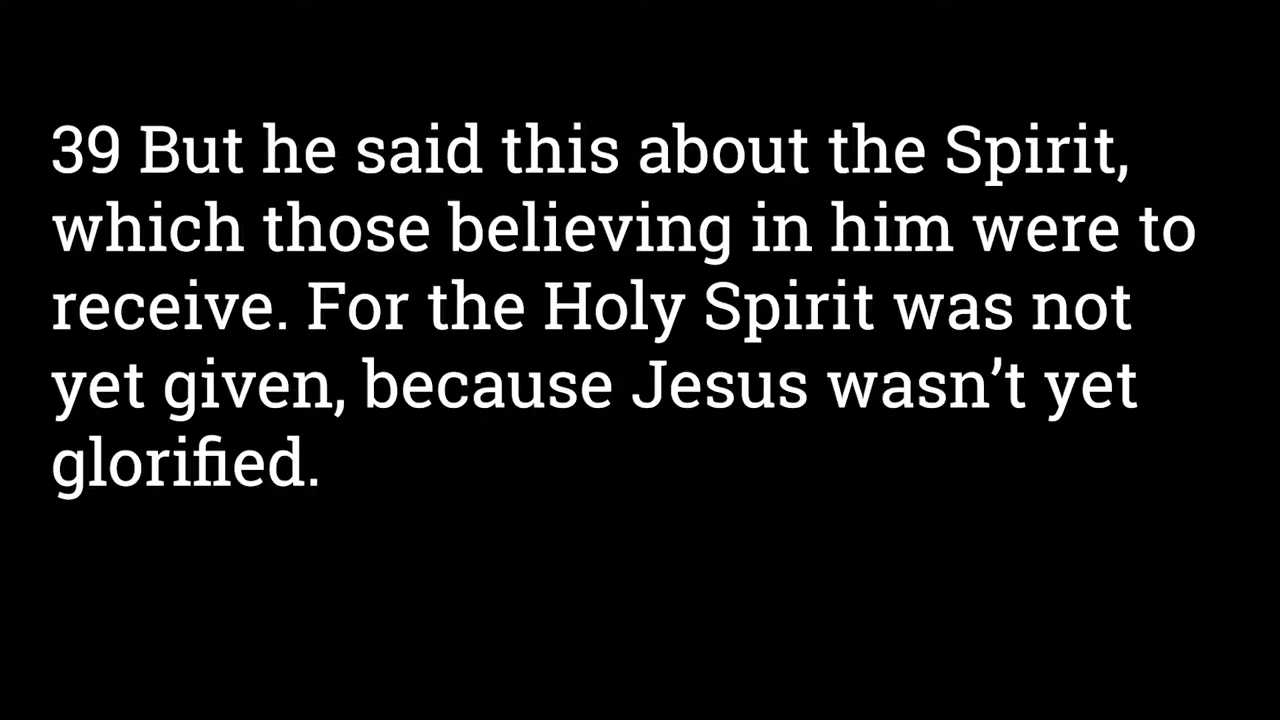 39 But he said this about the Spirit,
which those believing in him were to
receive. For the Holy Spirit was not
yet given, because Jesus wasn’t yet
glorified.